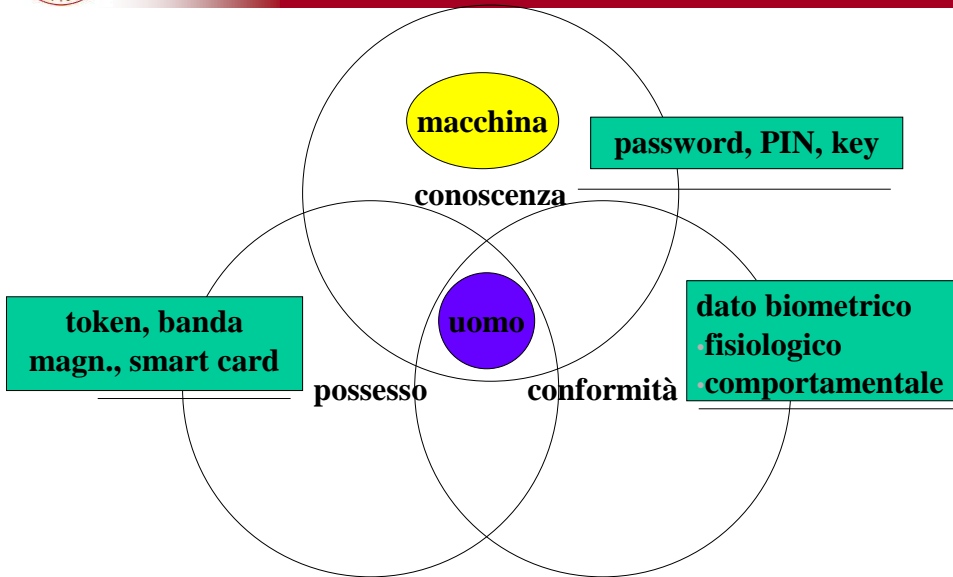 macchina
password, PIN, key
conoscenza
uomo
token, banda
magn., smart card
dato biometrico
•fisiologico
•comportamentale
possesso
conformità